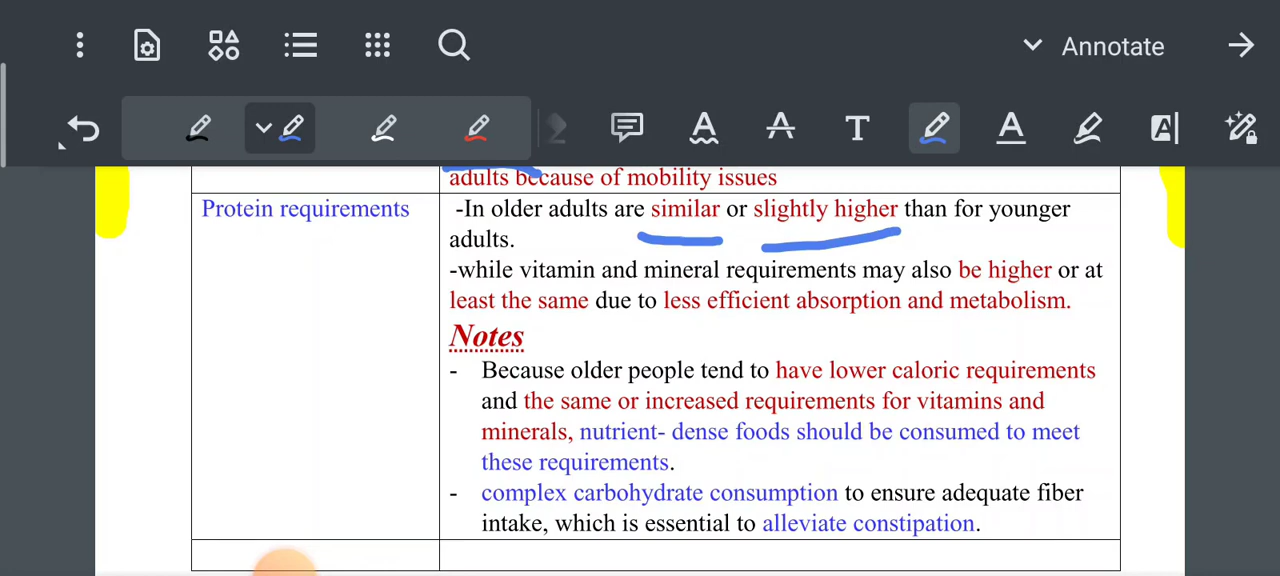 Annotate
T
A
adults because of mobility issues
Protein requirements
-In older adults are similar or slightly higher than for younger
adults.
-while vitamin and mineral requirements may also be higher or at
least the same due to less efficient absorption and metabolism.
Notes
- Because older people tend to have lower caloric requirements
and the same or increased requirements for vitamins and
minerals, nutrient- dense foods should be consumed to meet
these requirements.
- complex carbohydrate consumption to ensure adequate fiber
intake, which is essential to alleviate constipation.